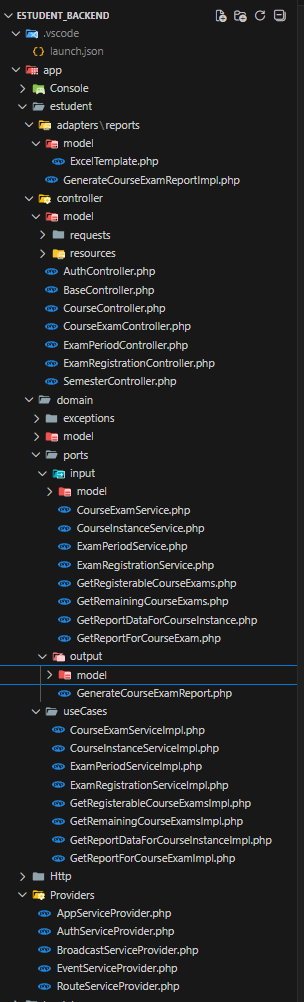 ESTUDENT_BACKEND
.vscode
launch.json
app
Console
estudent
adapters\reports
model
ExcelTemplate.php
GenerateCourseExamReportImpl.php
controller
model
requests
resources
AuthController.php
BaseController.php
CourseController.php
CourseExamController.php
ExamPeriodController.php
ExamRegistrationController.php
SemesterController.php
domain
exceptions
model
ports
input
model
CourseExamService.php
CourseInstanceService.php
ExamPeriodService.php
ExamRegistrationService.php
GetRegisterableCourseExams.php
GetRemainingCourseExams.php
GetReportDataForCourseInstance.php
GetReportForCourseExam.php
output
model
GenerateCourseExamReport.php
useCases
CourseExamServiceImpl.php
CourseInstanceServiceImpl.php
ExamPeriodServiceImpl.php
ExamRegistrationServiceImpl.php
GetRegisterableCourseExamsImpl.php
GetRemainingCourseExamsImpl.php
GetReportDataForCourseInstanceImpl.php
GetReportForCourseExamImpl.php
Http
Providers
AppServiceProvider.php
AuthServiceProvider.php
BroadcastServiceProvider.php
EventServiceProvider.php
RouteServiceProvider.php